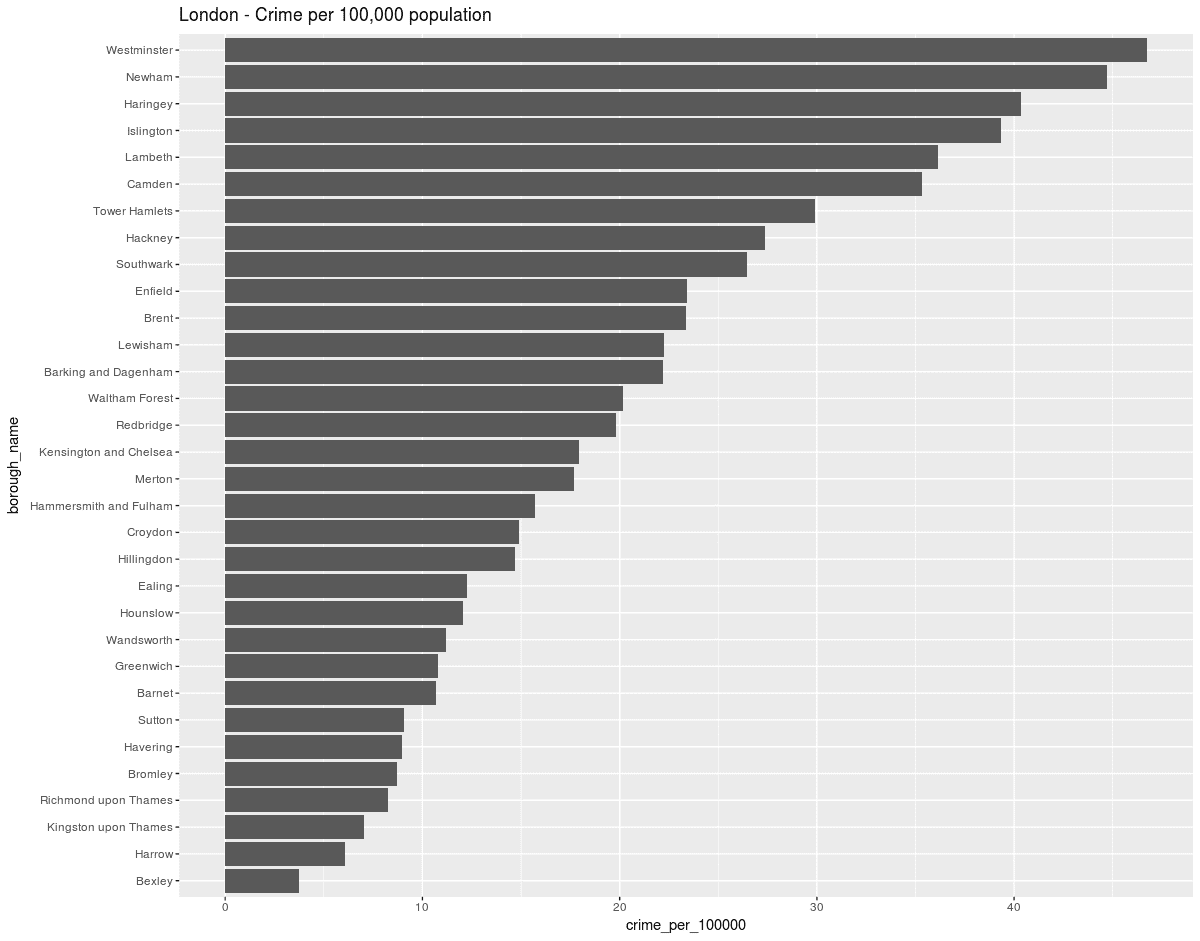 London - Crime per 100,000 population
borough_name
Westminster
Newham
Haringey
Islington
Lambeth
Camden
Tower Hamlets
Hackney
Southwark
Enfield
Brent
Lewisham
Barking and Dagenham
Waltham Forest
Redbridge
Kensington and Chelsea
Merton
Hammersmith and Fulham
Croydon
Hillingdon
Ealing
Hounslow
Wandsworth
Greenwich
Barnet
Sutton
Havering
Bromley
Richmond upon Thames
Kingston upon Thames
Harrow
Bexley
0 10 20 30 40
crime_per_100000